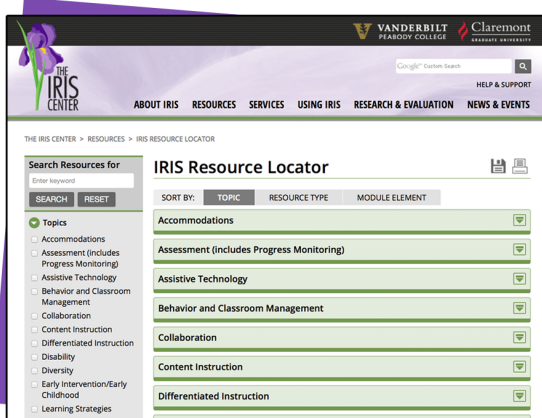 VANDERBILT
PEABODY COLLEGE
Claremont
GRADUATE UNIVERSITY
THE
IRIS
CENTER
Google™ Custom Search
HELP & SUPPORT
ABOUT IRIS RESOURCES SERVICES USING IRIS RESEARCH & EVALUATION NEWS & EVENTS
THE IRIS CENTER > RESOURCES > IRIS RESOURCE LOCATOR
Search Resources for
Enter keyword
SEARCH RESET
Topics
Accommodations
Assessment (includes
Progress Monitoring)
Assistive Technology
Behavior and Classroom
Management
Collaboration
Content Instruction
Differentiated Instruction
Disability
Diversity
Early Intervention/Early
Childhood
Learning Strategies
IRIS Resource Locator
SORT BY: TOPIC RESOURCE TYPE MODULE ELEMENT
Accommodations
Assessment (includes Progress Monitoring)
Assistive Technology
Behavior and Classroom Management
Collaboration
Content Instruction
Differentiated Instruction